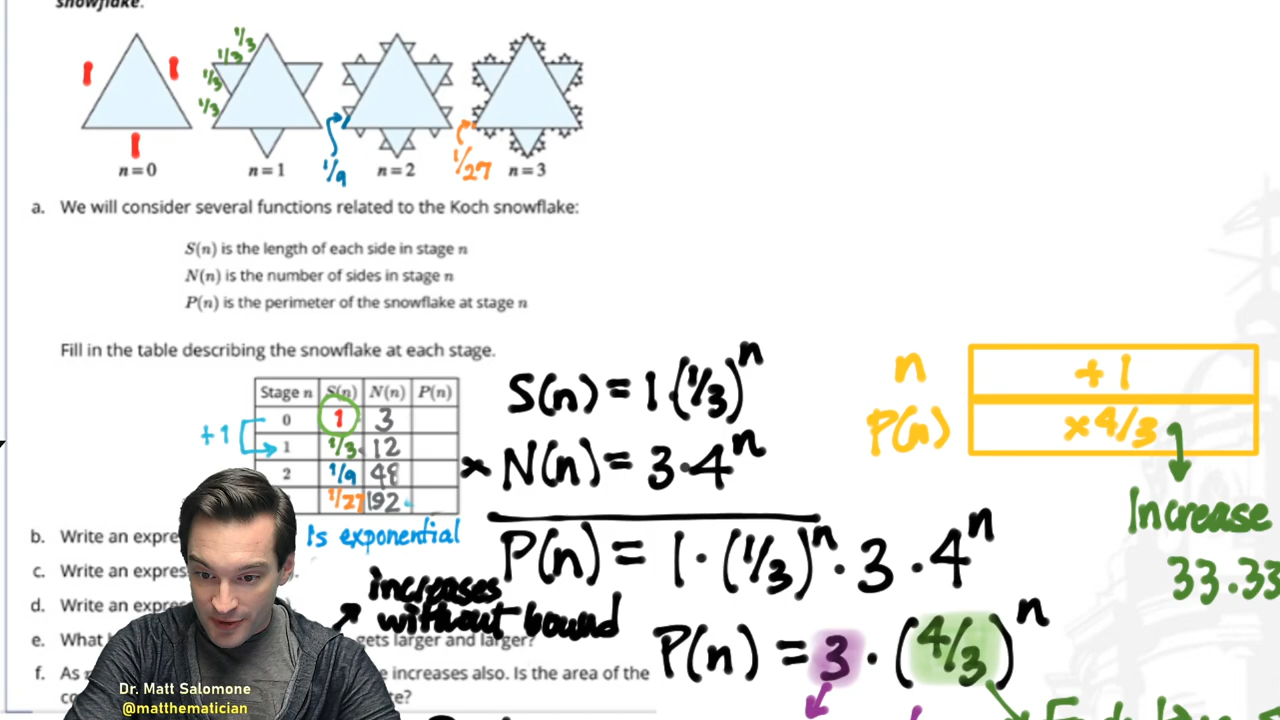 snowflake.
1 1 1
1/3 1/3 1/3 1/3
1/9
1/27
n = 0 n = 1 n = 2 n = 3
a. We will consider several functions related to the Koch snowflake:
S(n) is the length of each side in stage n
N(n) is the number of sides in stage n
P(n) is the perimeter of the snowflake at stage n
Fill in the table describing the snowflake at each stage.
Stage n S(n) N(n) P(n)
0 1 3
1 1/3 12
2 1/9 48
1/27 192
+1
Is exponential
S(n) = 1·(1/3)^n
× N(n) = 3·4^n
P(n) = 1·(1/3)^n · 3 · 4^n
P(n) = 3 · (4/3)^n
n +1
P(n) ×4/3
Increase
33.33
b. Write an expre
c. Write an expres
d. Write an expre
increases
without bound
e. What gets larger and larger?
f. As increases also. Is the area of the
Dr. Matt Salomone
@matthematician